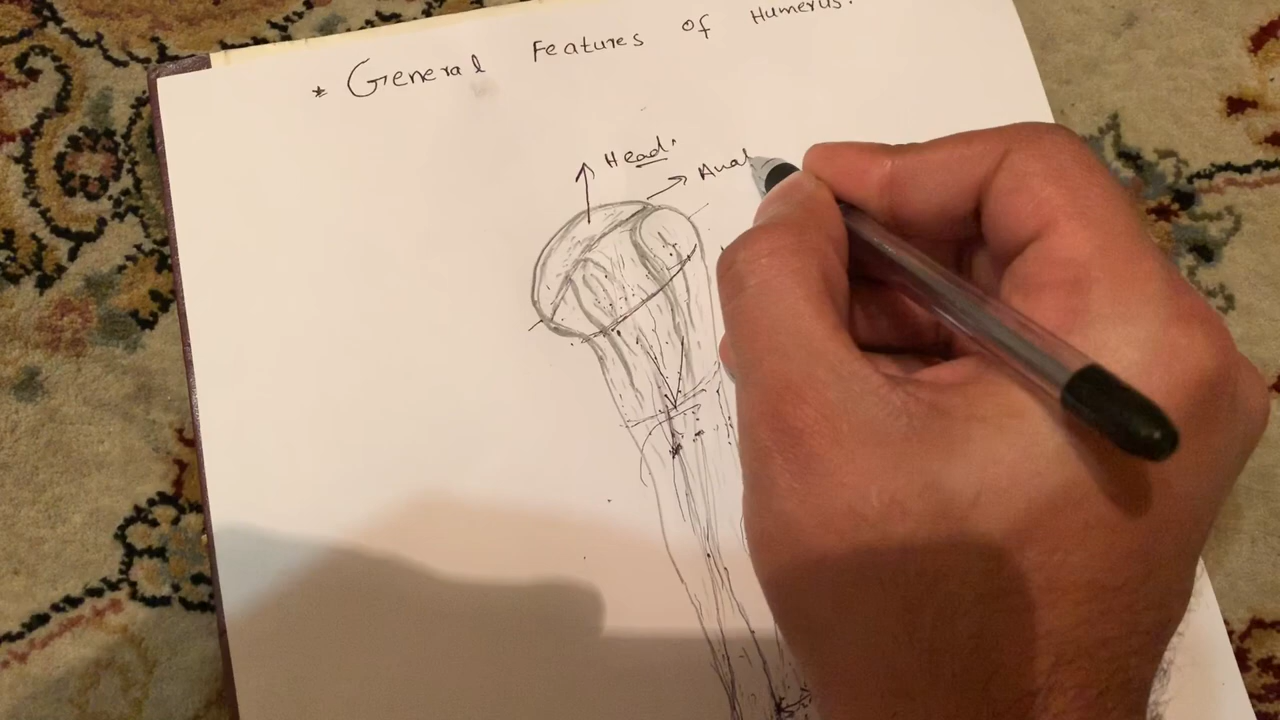 * General Features of Humerus.
Head.
Anat